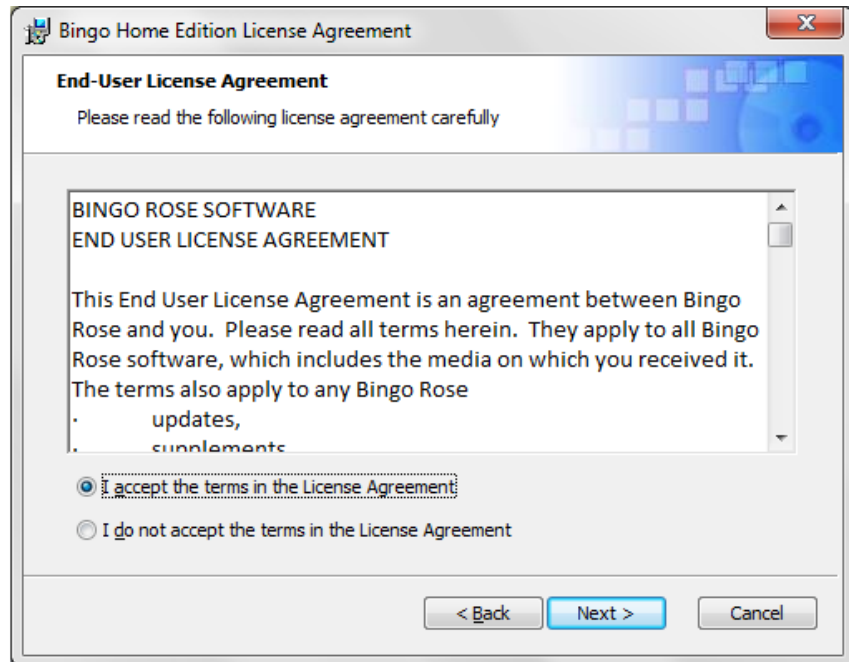 Bingo Home Edition License Agreement
End-User License Agreement
Please read the following license agreement carefully
BINGO ROSE SOFTWARE
END USER LICENSE AGREEMENT
This End User License Agreement is an agreement between Bingo
Rose and you.  Please read all terms herein.  They apply to all Bingo
Rose software, which includes the media on which you received it.
The terms also apply to any Bingo Rose
· updates,
· supplements
I accept the terms in the License Agreement
I do not accept the terms in the License Agreement
< Back
Next >
Cancel